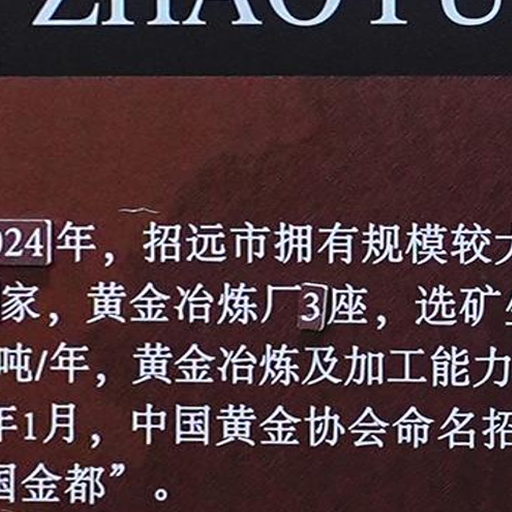 ZHAOYU
024年，招远市拥有规模较大
家，黄金冶炼厂3座，选矿
吨/年，黄金冶炼及加工能力
年1月，中国黄金协会命名招
国金都”。